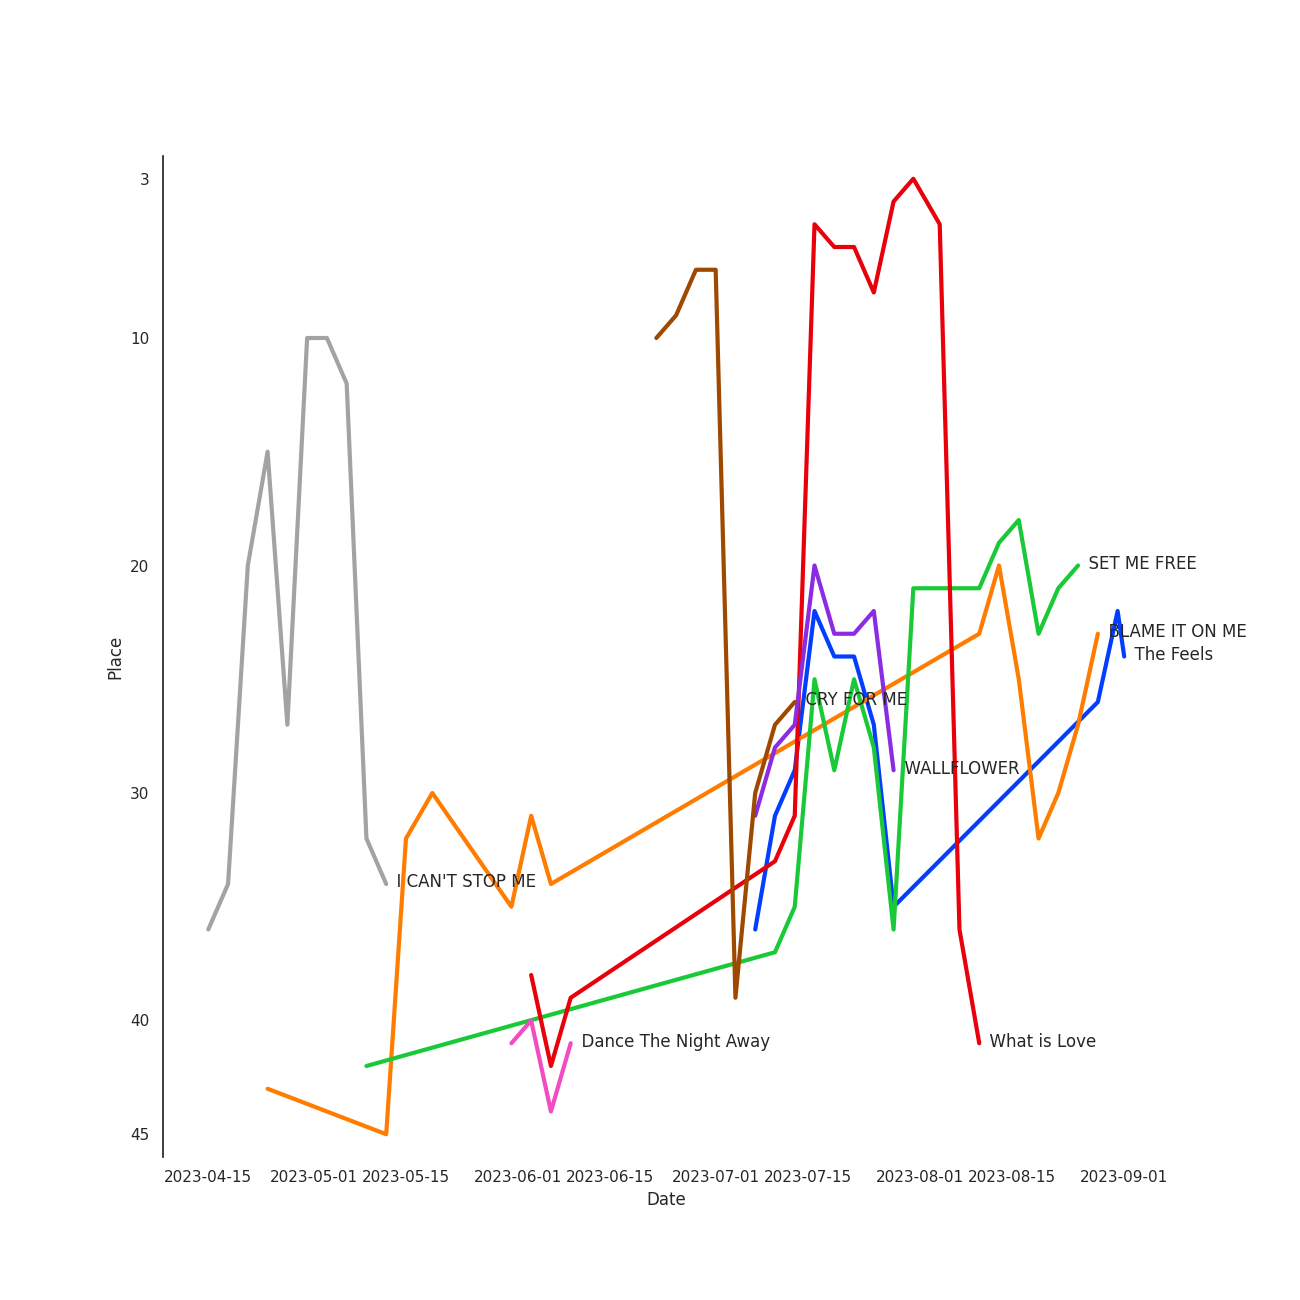 3
10
20
30
40
45
Place
SET ME FREE
BLAME IT ON ME
The Feels
CRY FOR ME
WALLFLOWER
I CAN'T STOP ME
Dance The Night Away
What is Love
2023-04-15
2023-05-01
2023-05-15
2023-06-01
2023-06-15
2023-07-01
2023-07-15
2023-08-01
2023-08-15
2023-09-01
Date